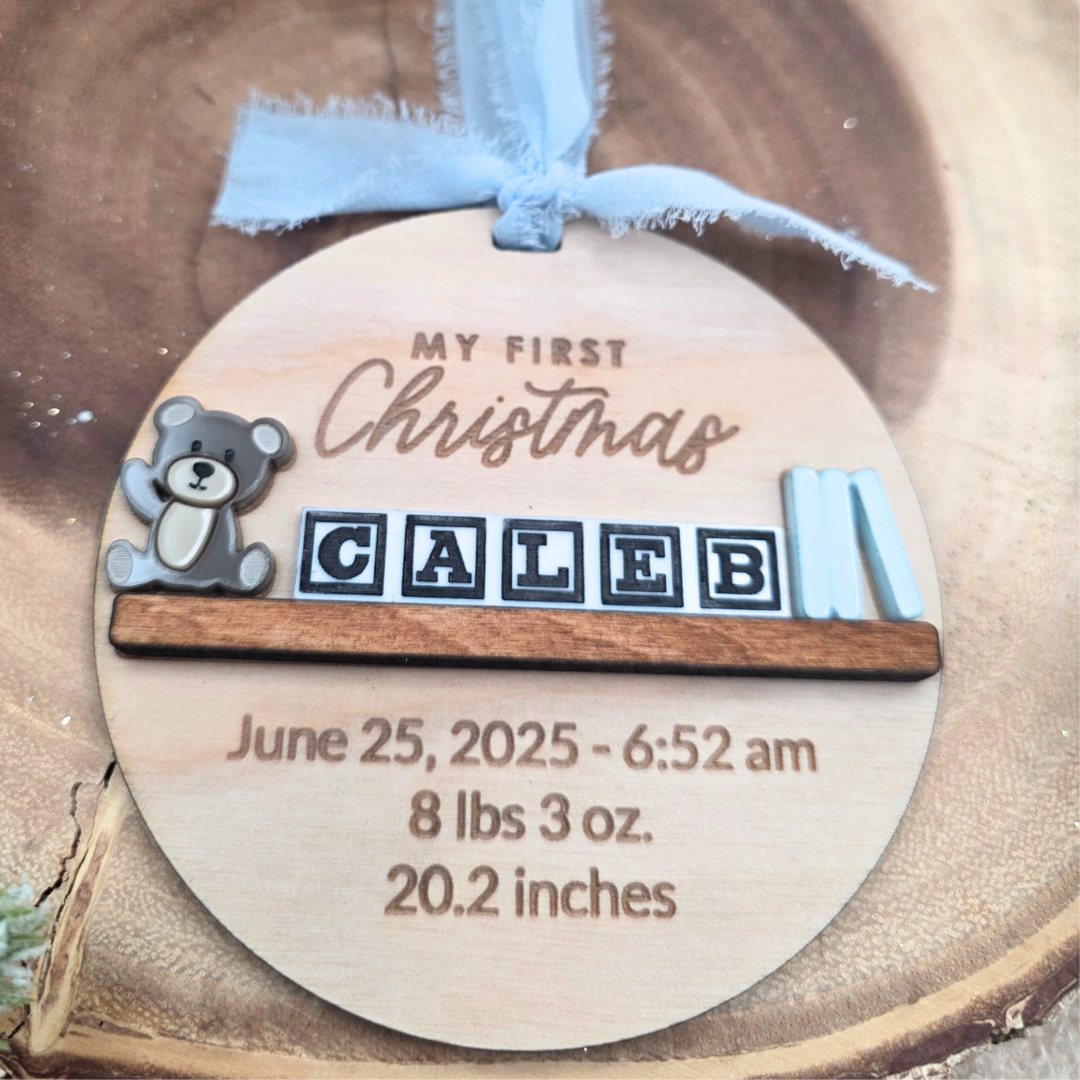 MY FIRST
Christmas
CALEB
June 25, 2025 - 6:52 am
8 lbs 3 oz.
20.2 inches